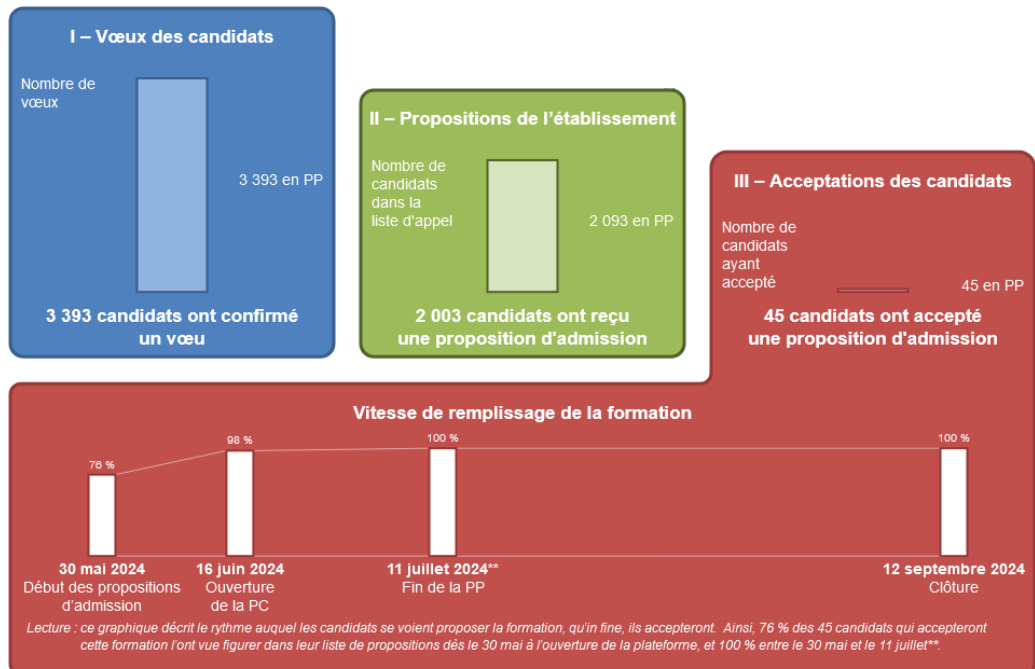 I – Vœux des candidats
Nombre de
vœux
3 393 en PP
3 393 candidats ont confirmé
un vœu
II – Propositions de l'établissement
Nombre de
candidats
dans la
liste d'appel
2 093 en PP
2 003 candidats ont reçu
une proposition d'admission
III – Acceptations des candidats
Nombre de
candidats
ayant
accepté
45 en PP
45 candidats ont accepté
une proposition d'admission
Vitesse de remplissage de la formation
76 %
98 %
100 %
100 %
30 mai 2024
Début des propositions
d'admission
16 juin 2024
Ouverture
de la PC
11 juillet 2024**
Fin de la PP
12 septembre 2024
Clôture
Lecture : ce graphique décrit le rythme auquel les candidats se voient proposer la formation, qu'in fine, ils accepteront. Ainsi, 76 % des 45 candidats qui accepteront
cette formation l'ont vue figurer dans leur liste de propositions dès le 30 mai à l'ouverture de la plateforme, et 100 % entre le 30 mai et le 11 juillet**.